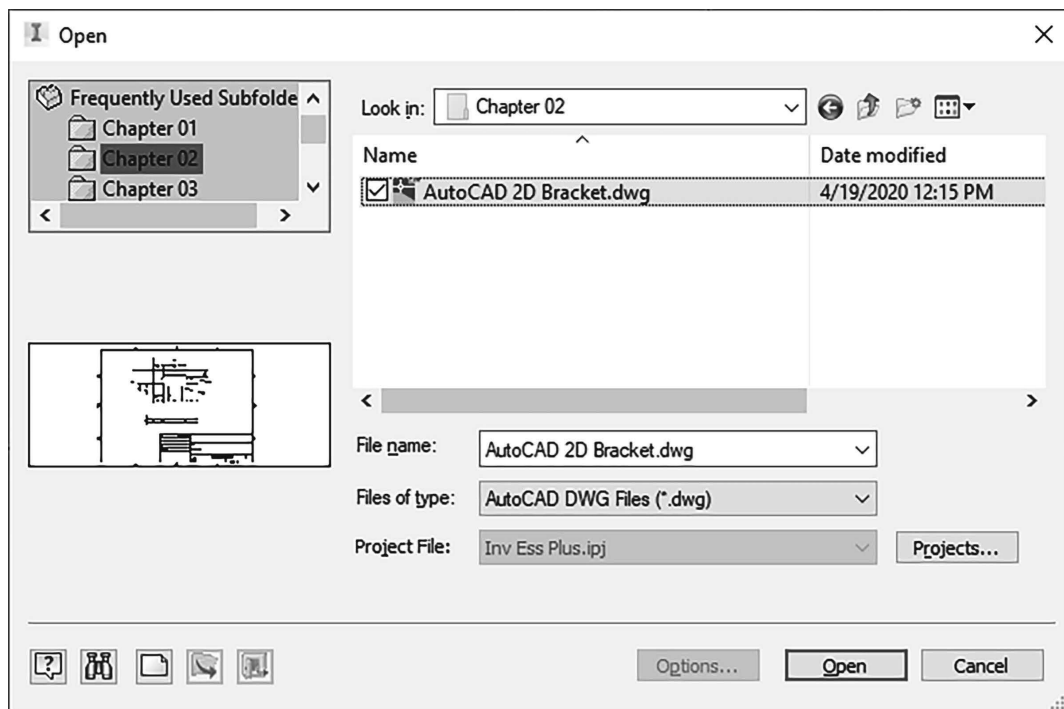 Open
Frequently Used Subfolde
Chapter 01
Chapter 02
Chapter 03
Look in: Chapter 02
Name Date modified
AutoCAD 2D Bracket.dwg 4/19/2020 12:15 PM
File name: AutoCAD 2D Bracket.dwg
Files of type: AutoCAD DWG Files (*.dwg)
Project File: Inv Ess Plus.ipj Projects...
Options... Open Cancel